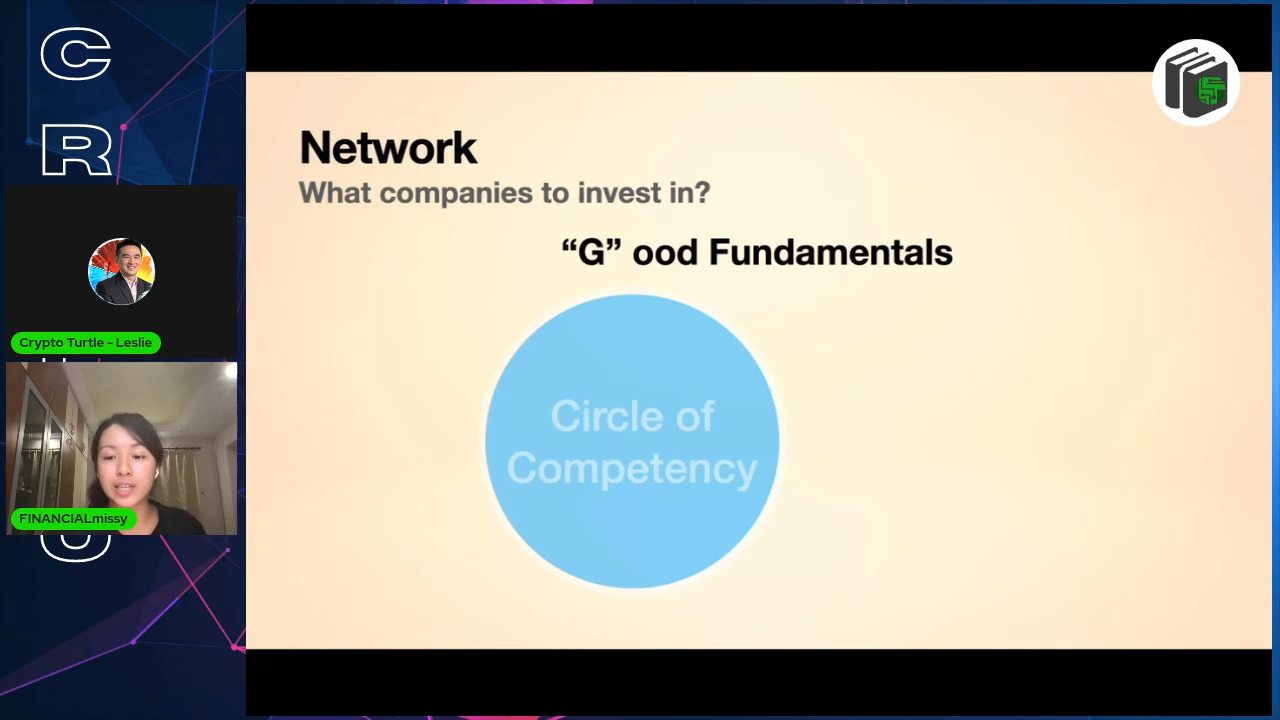 C
R
Crypto Turtle - Leslie
FINANCIALmissy
Network
What companies to invest in?
“G” ood Fundamentals
Circle of
Competency